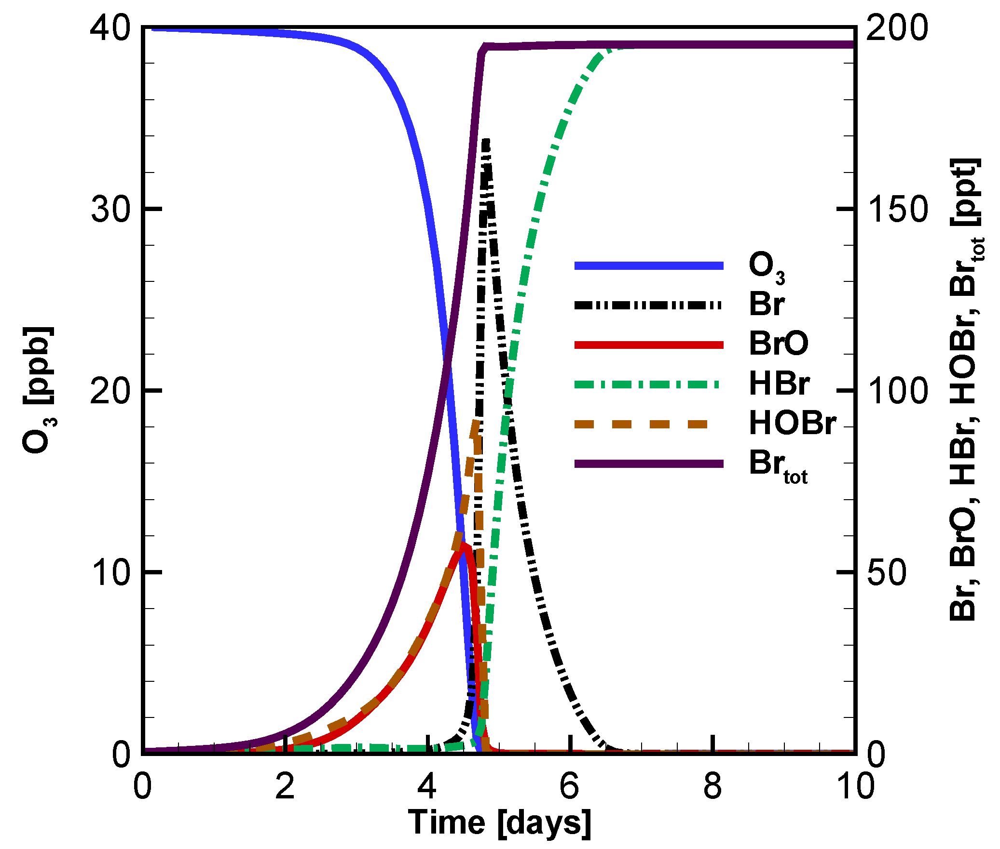 40
30
20
10
0
O3 [ppb]
200
150
100
50
0
Br, BrO, HBr, HOBr, Brtot [ppt]
O3
Br
BrO
HBr
HOBr
Brtot
0 2 4 6 8 10
Time [days]